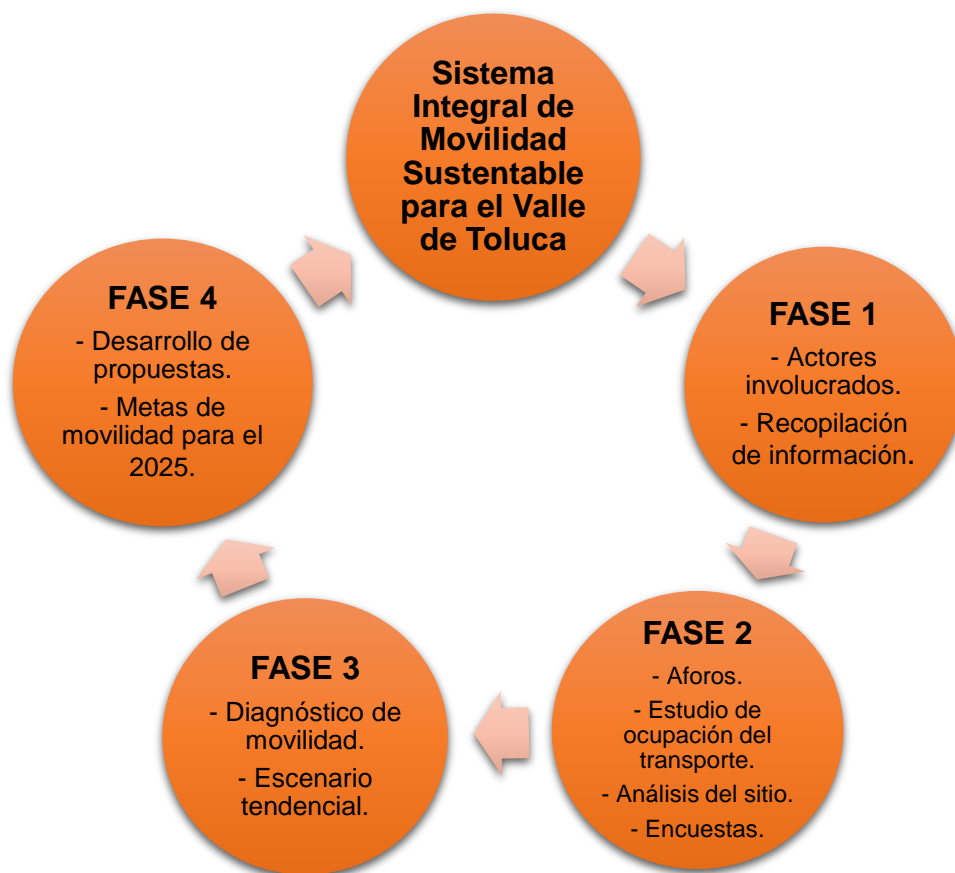 Sistema
Integral de
Movilidad
Sustentable
para el Valle
de Toluca
FASE 1
- Actores
involucrados.
- Recopilación
de información.
FASE 2
- Aforos.
- Estudio de
ocupación del
transporte.
- Análisis del sitio.
- Encuestas.
FASE 3
- Diagnóstico de
movilidad.
- Escenario
tendencial.
FASE 4
- Desarrollo de
propuestas.
- Metas de
movilidad para el
2025.